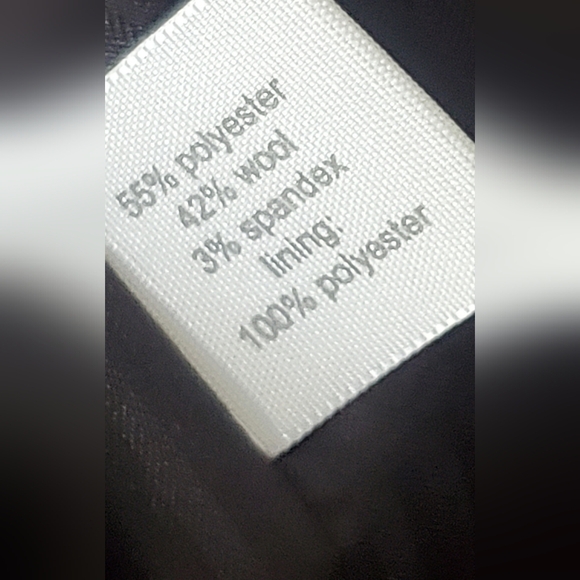 55% polyester
42% wool
3% spandex
lining:
100% polyester